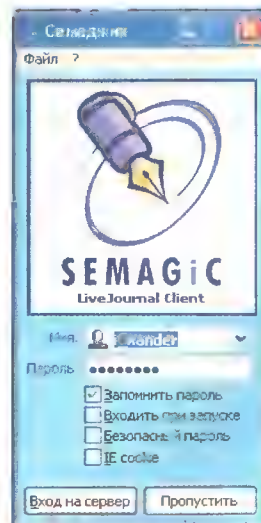 Семаджик
Файл ?
SEMAGiC
LiveJournal Client
Имя:
Пароль
Запомнить пароль
Входить при запуске
Безопасный пароль
IE cookie
Вход на сервер Пропустить